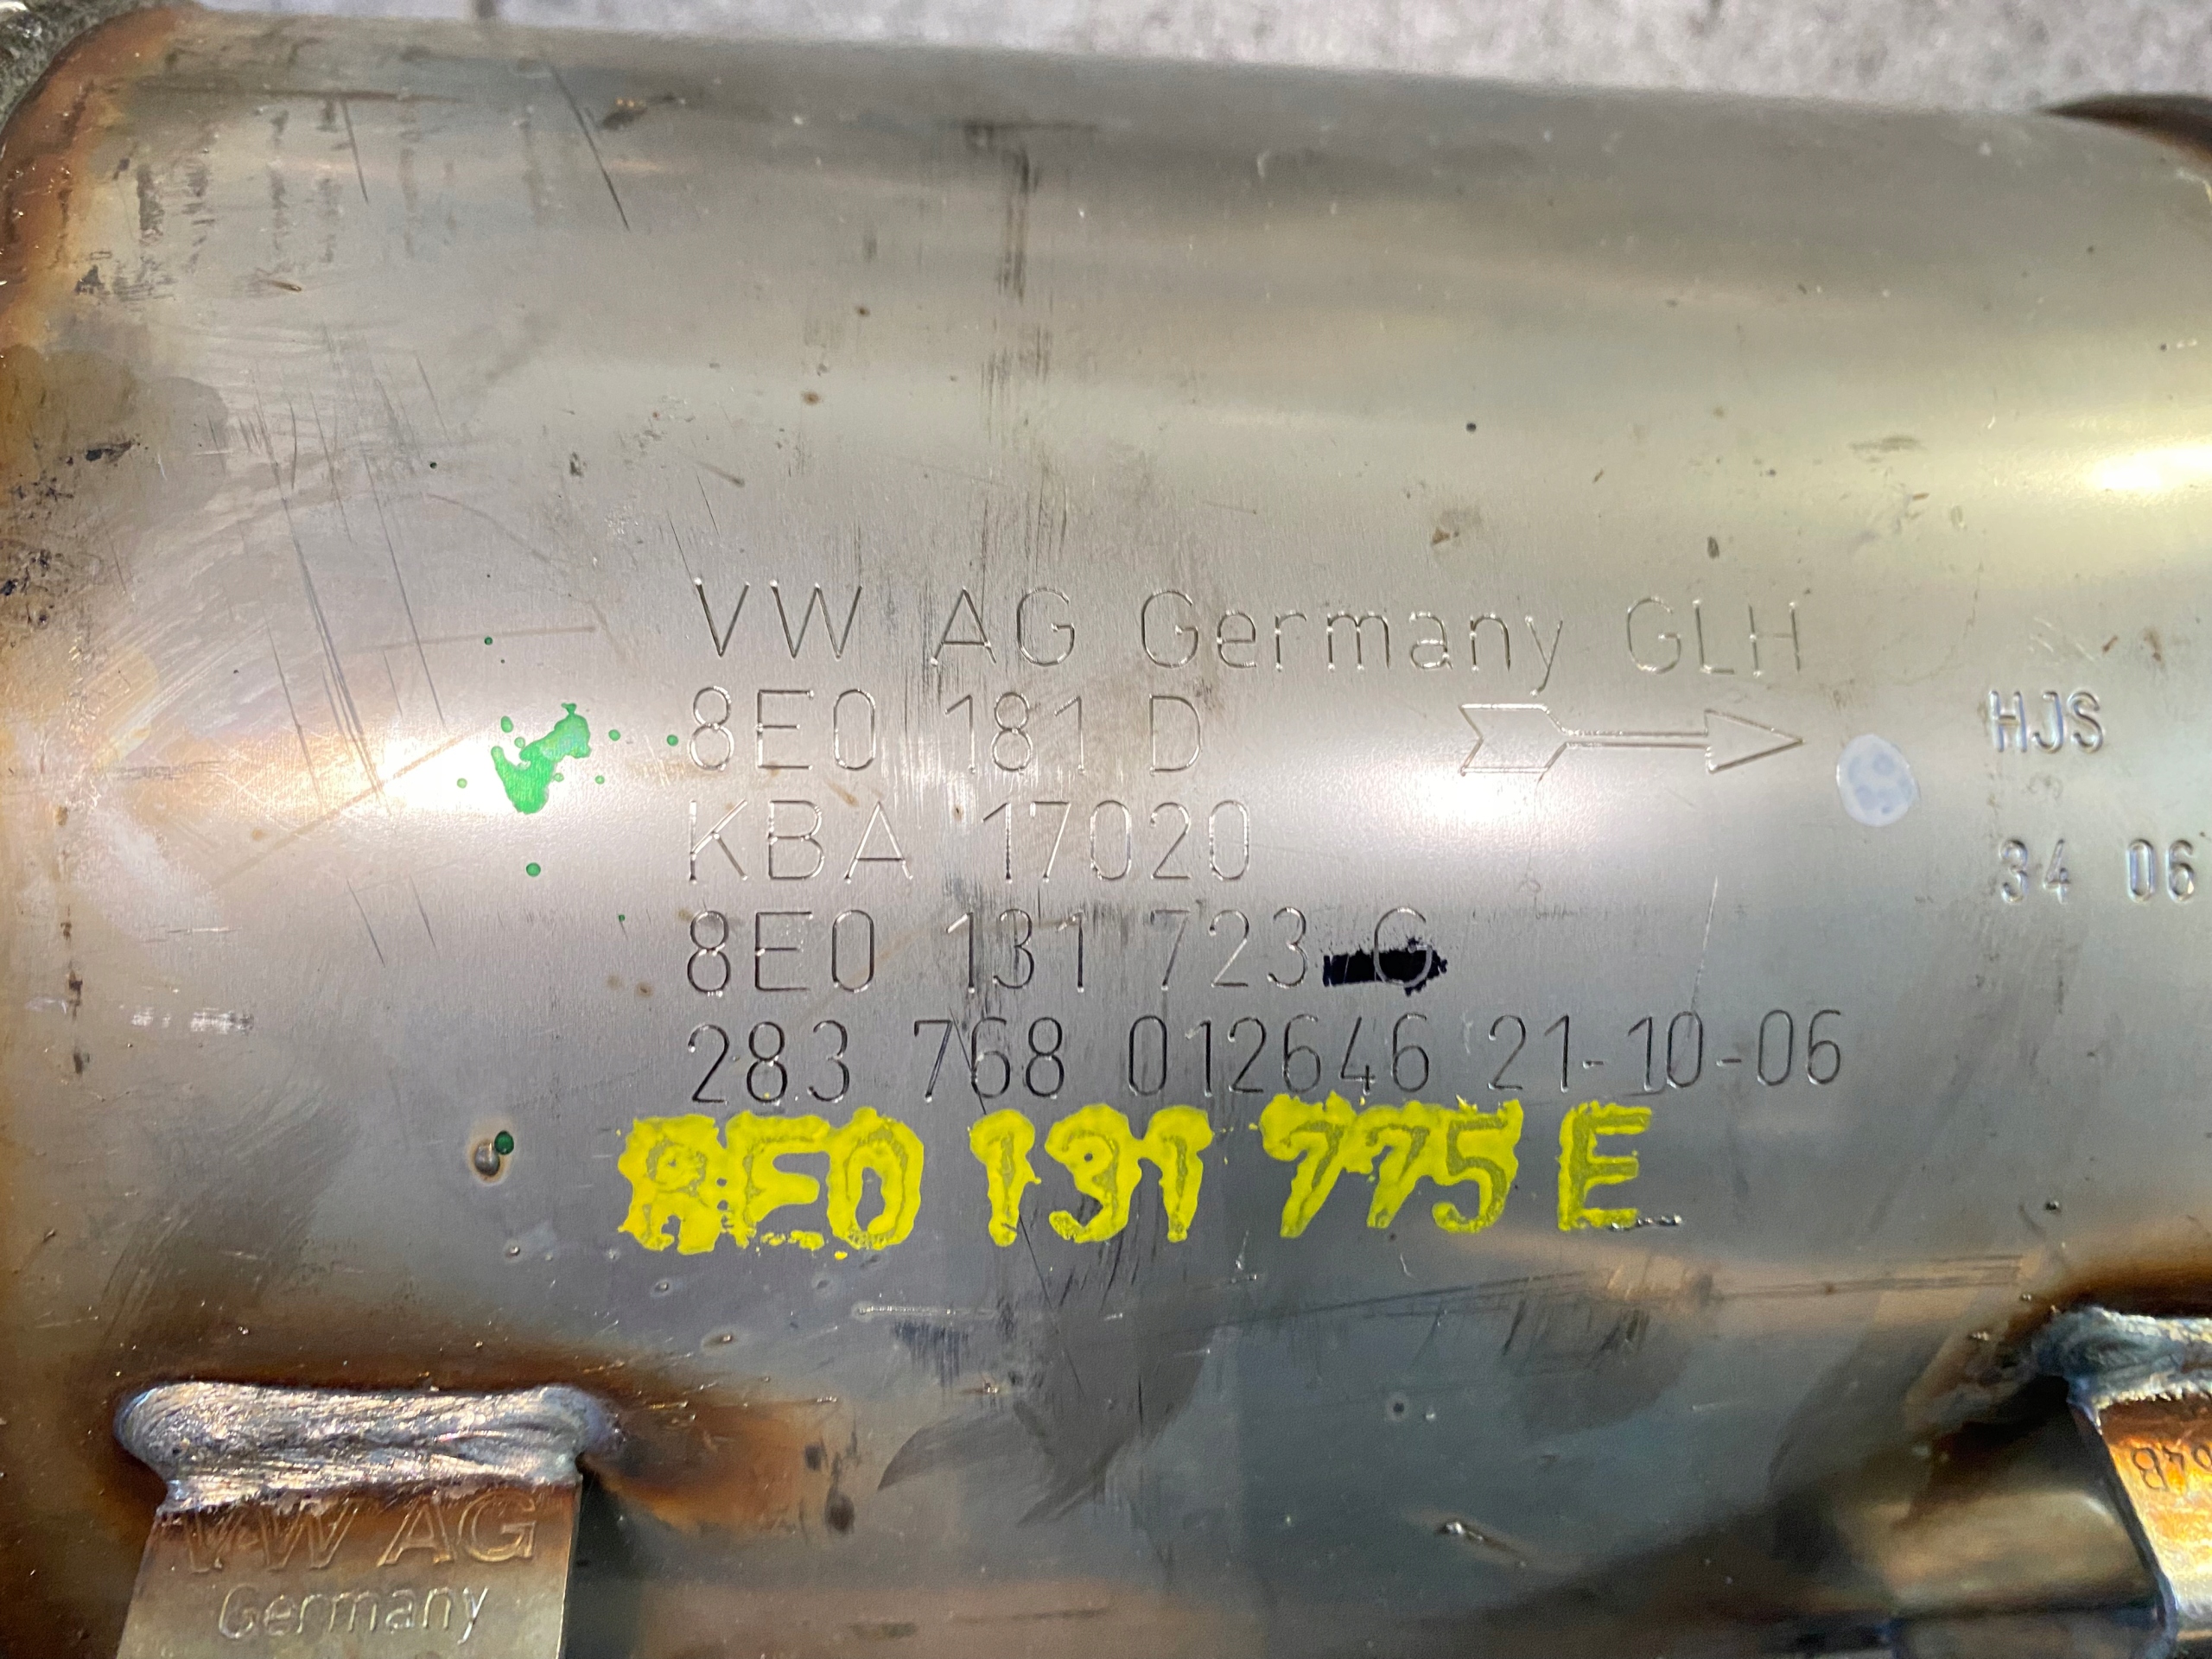 VW AG Germany GLH
8E0 181 D
HJS
KBA 17020
34 06
8E0 131 723 G
283 768 012646 21-10-06
8E0 131 775 E
VW AG
Germany